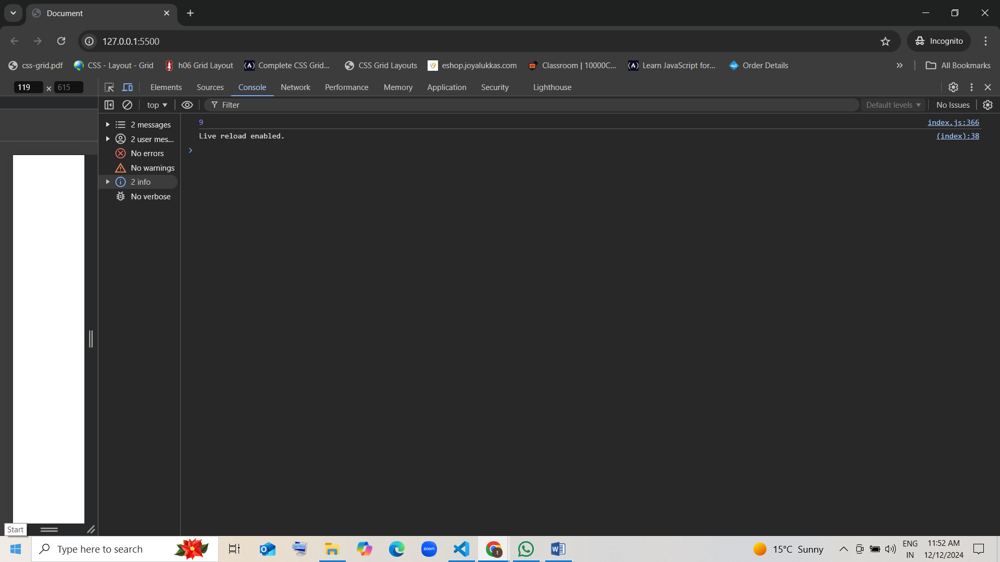 Document
127.0.0.1:5500
Incognito
css-grid.pdf CSS - Layout - Grid h06 Grid Layout Complete CSS Grid... CSS Grid Layouts eshop.joyalukkas.com Classroom | 10000C... Learn JavaScript for... Order Details All Bookmarks
119 × 615 Elements Sources Console Network Performance Memory Application Security Lighthouse
top Filter Default levels No Issues
2 messages
9 index.js:366
2 user mes...
Live reload enabled. (index):38
No errors
No warnings
2 info
No verbose
Start
Type here to search
zoom
15°C Sunny
ENG
IN
11:52 AM
12/12/2024